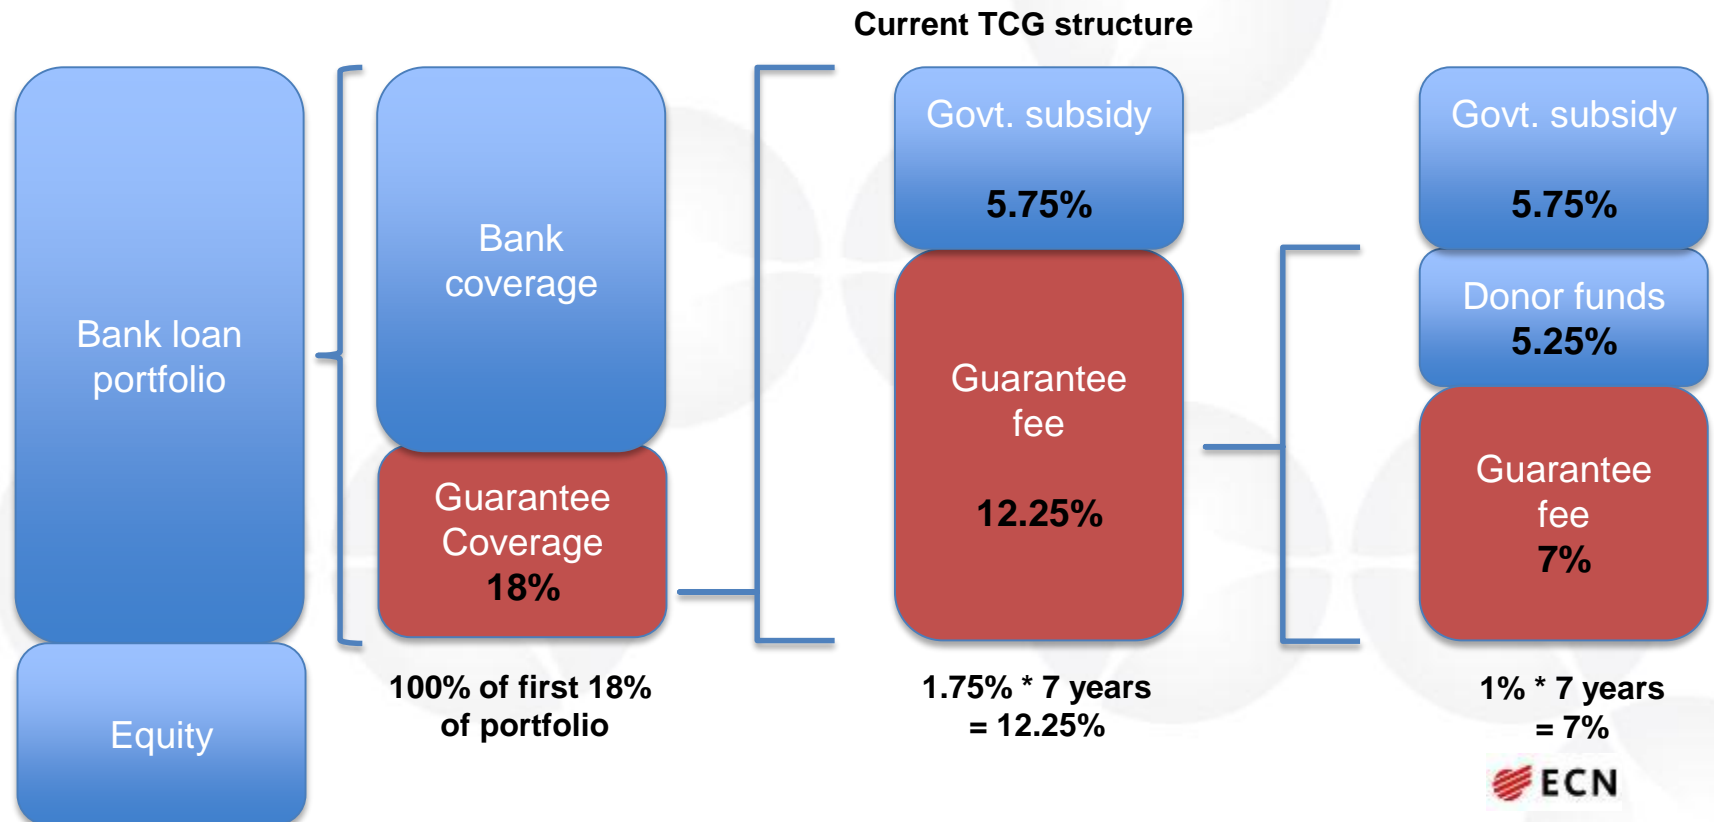 Current TCG structure
Bank loan
portfolio
Equity
Bank
coverage
Guarantee
Coverage
18%
100% of first 18%
of portfolio
Govt. subsidy
5.75%
Guarantee
fee
12.25%
1.75% * 7 years
= 12.25%
Govt. subsidy
5.75%
Donor funds
5.25%
Guarantee
fee
7%
1% * 7 years
= 7%
ECN